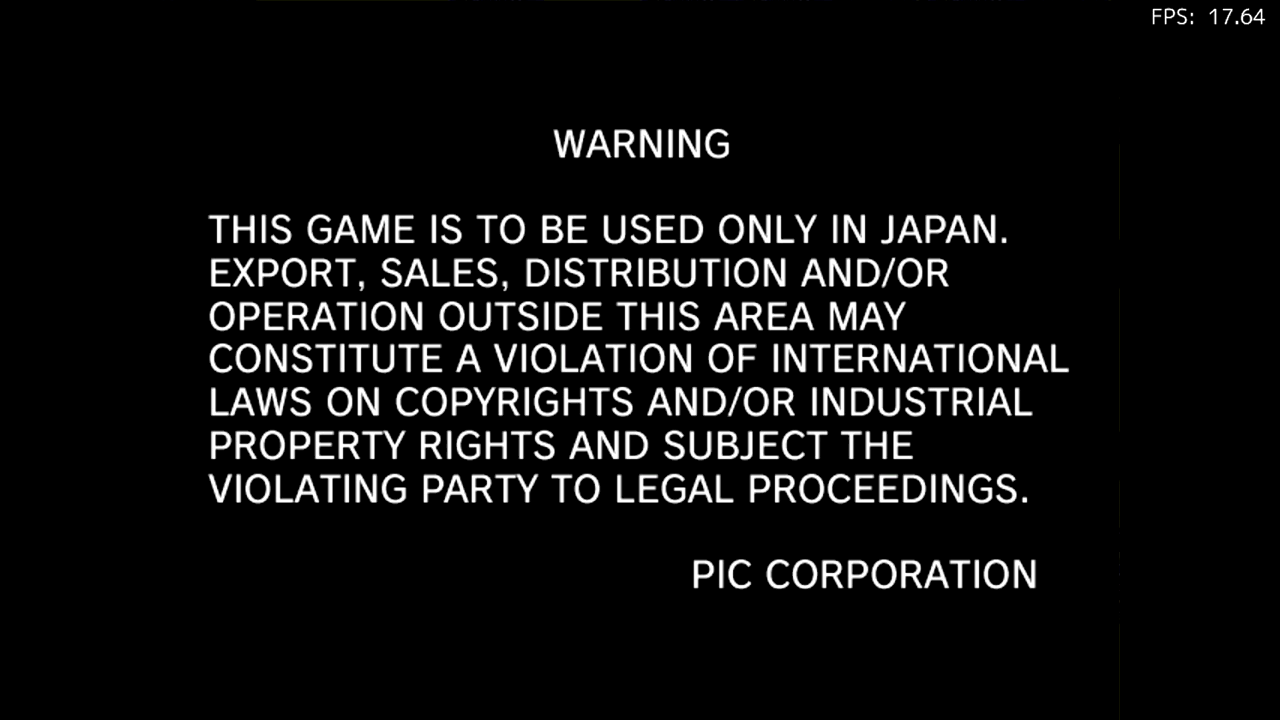 FPS: 17.64
WARNING
THIS GAME IS TO BE USED ONLY IN JAPAN.
EXPORT, SALES, DISTRIBUTION AND/OR
OPERATION OUTSIDE THIS AREA MAY
CONSTITUTE A VIOLATION OF INTERNATIONAL
LAWS ON COPYRIGHTS AND/OR INDUSTRIAL
PROPERTY RIGHTS AND SUBJECT THE
VIOLATING PARTY TO LEGAL PROCEEDINGS.
PIC CORPORATION